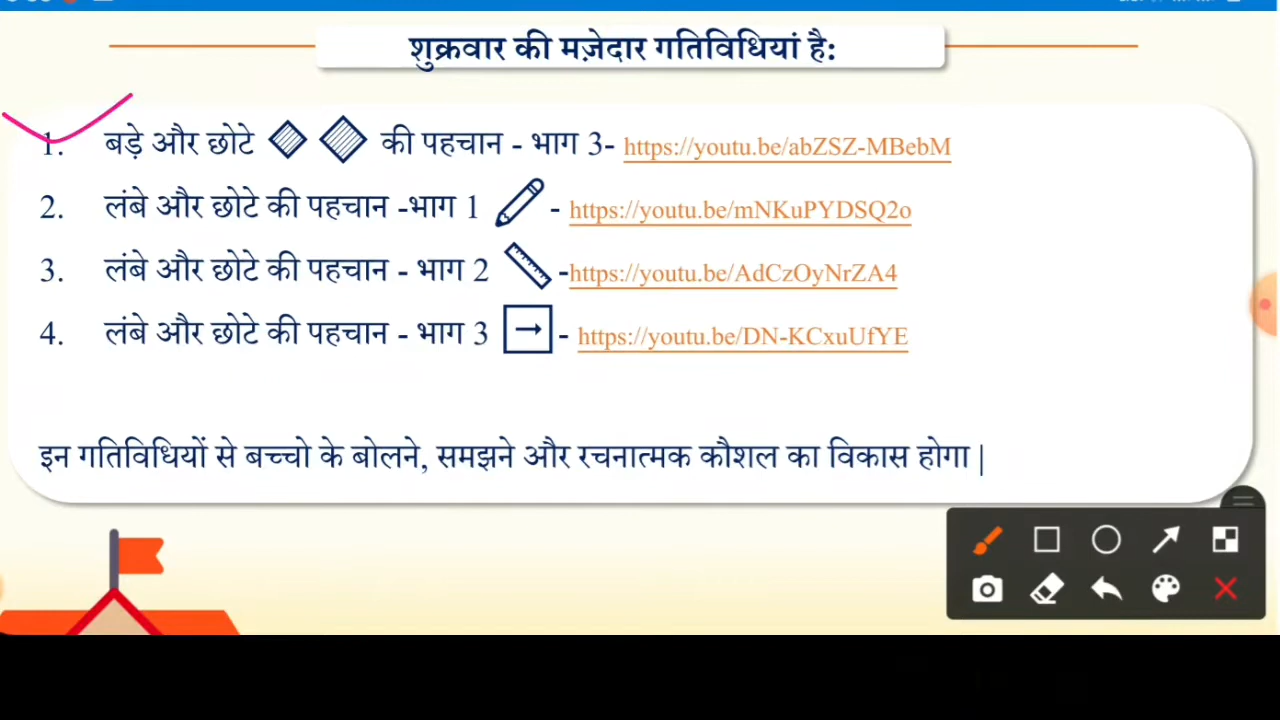 शुक्रवार की मज़ेदार गतिविधियां है:
1. बड़े और छोटे की पहचान - भाग 3- https://youtu.be/abZSZ-MBebM
2. लंबे और छोटे की पहचान -भाग 1 - https://youtu.be/mNKuPYDSQ2o
3. लंबे और छोटे की पहचान - भाग 2 -https://youtu.be/AdCzOyNrZA4
4. लंबे और छोटे की पहचान - भाग 3 - https://youtu.be/DN-KCxuUfYE
इन गतिविधियों से बच्चो के बोलने, समझने और रचनात्मक कौशल का विकास होगा |